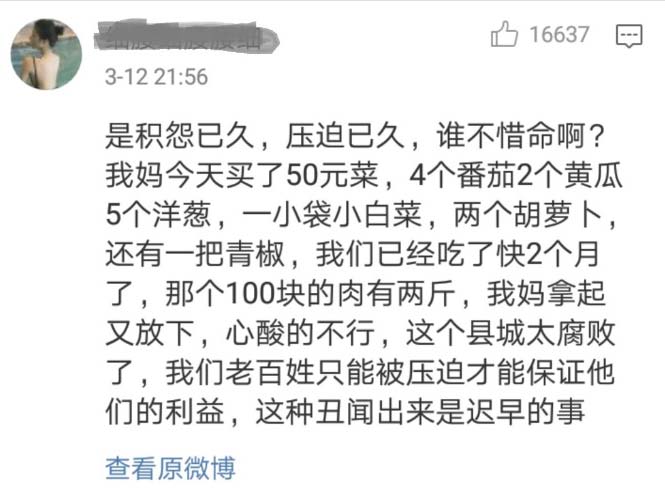 16637
3-12 21:56
是积怨已久，压迫已久，谁不惜命啊？
我妈今天买了50元菜，4个番茄2个黄瓜
5个洋葱，一小袋小白菜，两个胡萝卜，
还有一把青椒，我们已经吃了快2个月
了，那个100块的肉有两斤，我妈拿起
又放下，心酸的不行，这个县城太腐败
了，我们老百姓只能被压迫才能保证他
们的利益，这种丑闻出来是迟早的事
查看原微博